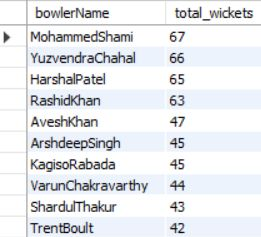 bowlerName total_wickets
MohammedShami 67
YuzvendraChahal 66
HarshalPatel 65
RashidKhan 63
AveshKhan 47
ArshdeepSingh 45
KagisoRabada 45
VarunChakravarthy 44
ShardulThakur 43
TrentBoult 42